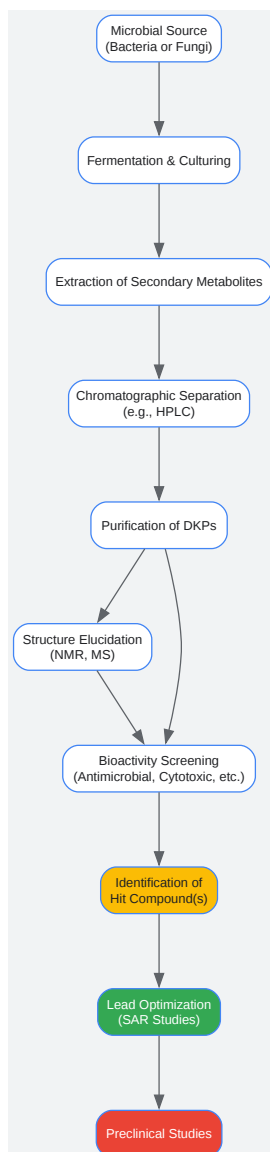 Microbial Source
(Bacteria or Fungi)
Fermentation & Culturing
Extraction of Secondary Metabolites
Chromatographic Separation
(e.g., HPLC)
Purification of DKPs
Structure Elucidation
(NMR, MS)
Bioactivity Screening
(Antimicrobial, Cytotoxic, etc.)
Identification of
Hit Compound(s)
Lead Optimization
(SAR Studies)
Preclinical Studies